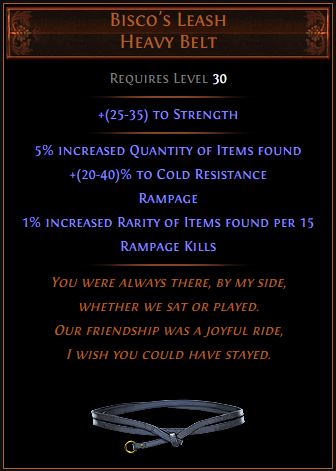 Bisco's Leash
Heavy Belt
Requires Level 30
+(25-35) to Strength
5% increased Quantity of Items found
+(20-40)% to Cold Resistance
Rampage
1% increased Rarity of Items found per 15
Rampage Kills
You were always there, by my side,
whether we sat or played.
Our friendship was a joyful ride,
I wish you could have stayed.